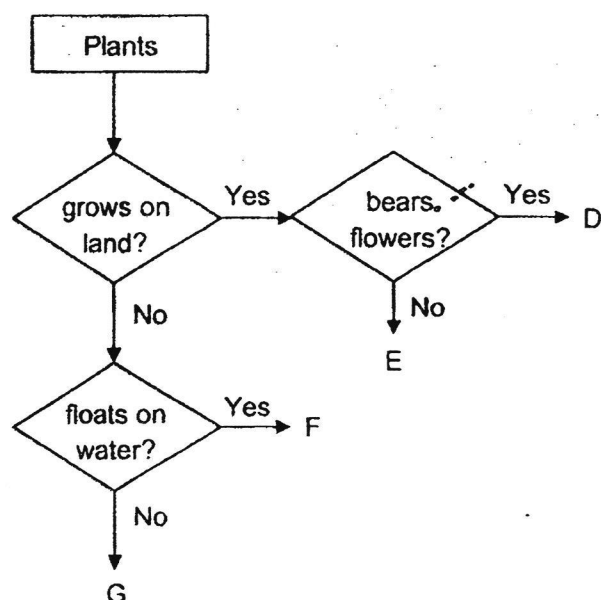 Plants
grows on
land?
Yes
bears
flowers?
Yes
D
No
No
E
floats on
water?
Yes
F
No
G